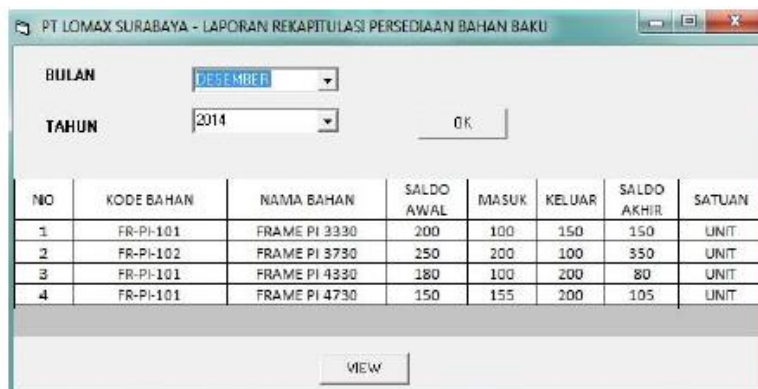 PT LOMAX SURABAYA - LAPORAN REKAPITULASI PERSEDIAAN BAHAN BAKU
BULAN DESEMBER
TAHUN 2014 OK
NO KODE BAHAN NAMA BAHAN SALDO AWAL MASUK KELUAR SALDO AKHIR SATUAN
1 FR-PI-101 FRAME PI 3330 200 100 150 150 UNIT
2 FR-PI-102 FRAME PI 3730 250 200 100 350 UNIT
3 FR-PI-101 FRAME PI 4330 180 100 200 80 UNIT
4 FR-PI-101 FRAME PI 4730 150 155 200 105 UNIT
VIEW